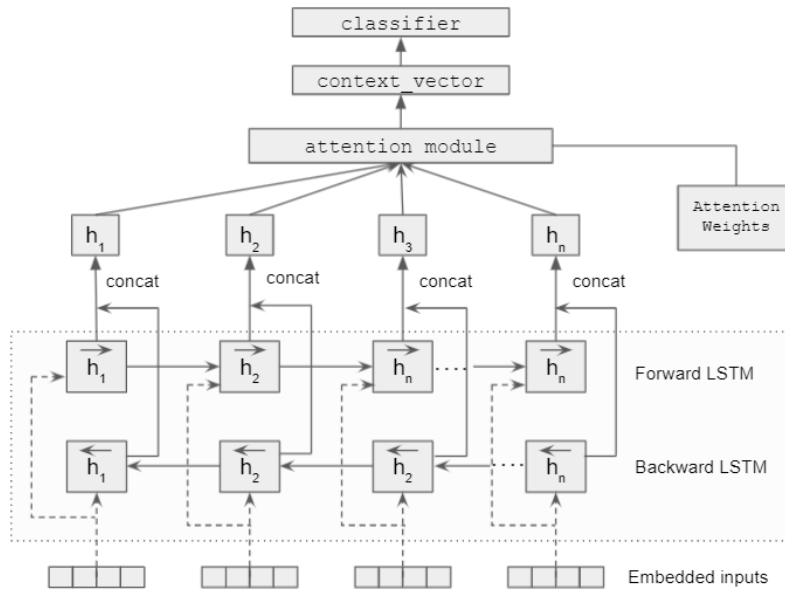 classifier
context_vector
attention module
Attention
Weights
h1 h2 h3 hn
concat concat concat concat
h1 h2 hn ..... hn
Forward LSTM
h1 h2 h2 ..... hn
Backward LSTM
Embedded inputs